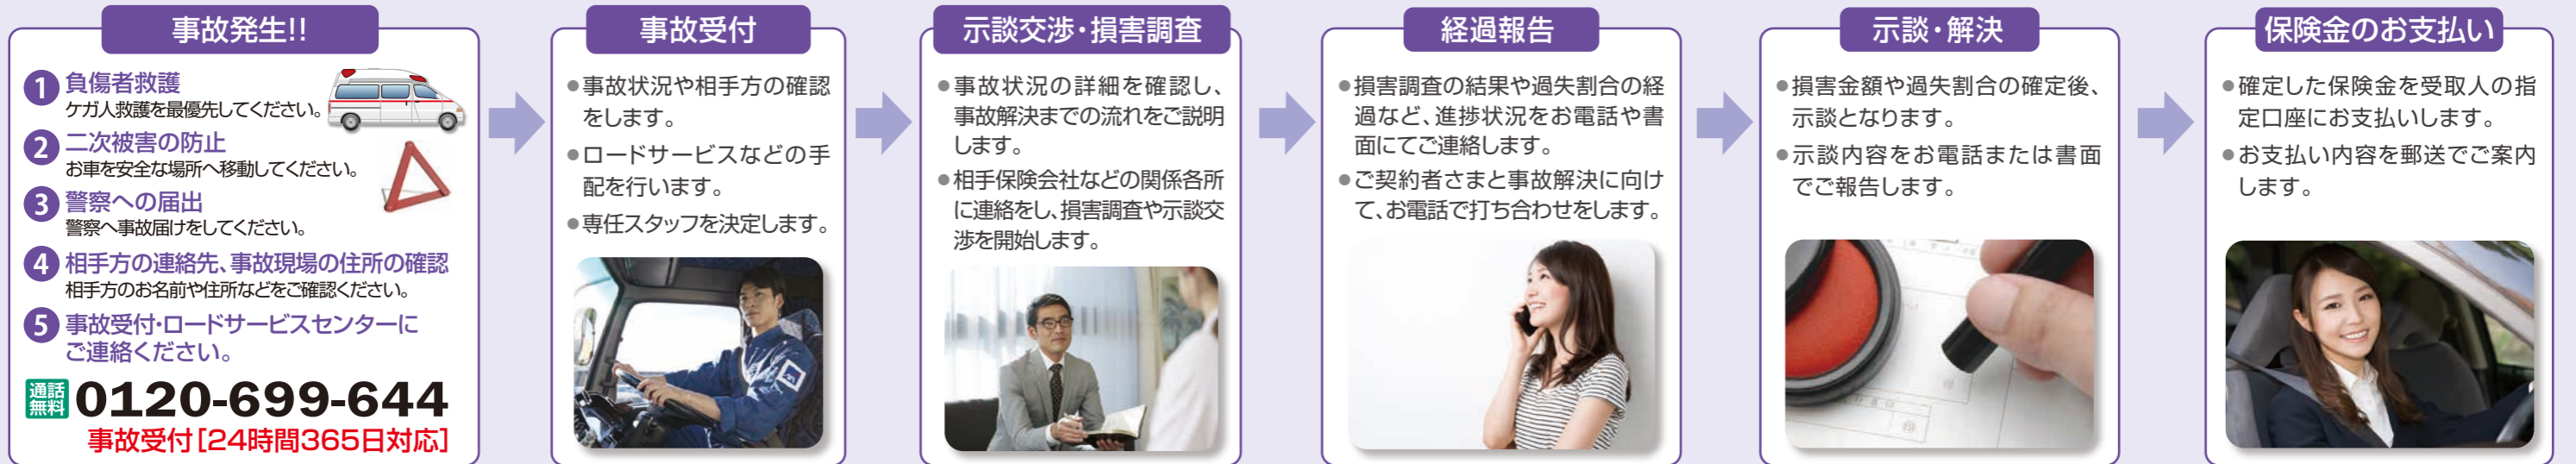 事故発生!!
1 負傷者救護
ケガ人救護を最優先してください。
2 二次被害の防止
お車を安全な場所へ移動してください。
3 警察への届出
警察へ事故届けをしてください。
4 相手方の連絡先、事故現場の住所の確認
相手方のお名前や住所などをご確認ください。
5 事故受付・ロードサービスセンターに
ご連絡ください。
通話
無料 0120-699-644
事故受付[24時間365日対応]
事故受付
●事故状況や相手方の確認
をします。
●ロードサービスなどの手
配を行います。
●専任スタッフを決定します。
示談交渉・損害調査
●事故状況の詳細を確認し、
事故解決までの流れをご説明
します。
●相手保険会社などの関係各所
に連絡をし、損害調査や示談交
渉を開始します。
経過報告
●損害調査の結果や過失割合の経
過など、進捗状況をお電話や書
面にてご連絡します。
●ご契約者さまと事故解決に向け
て、お電話で打ち合わせをします。
示談・解決
●損害金額や過失割合の確定後、
示談となります。
●示談内容をお電話または書面
でご報告します。
印
保険金のお支払い
●確定した保険金を受取人の指
定口座にお支払いします。
●お支払い内容を郵送でご案内
します。